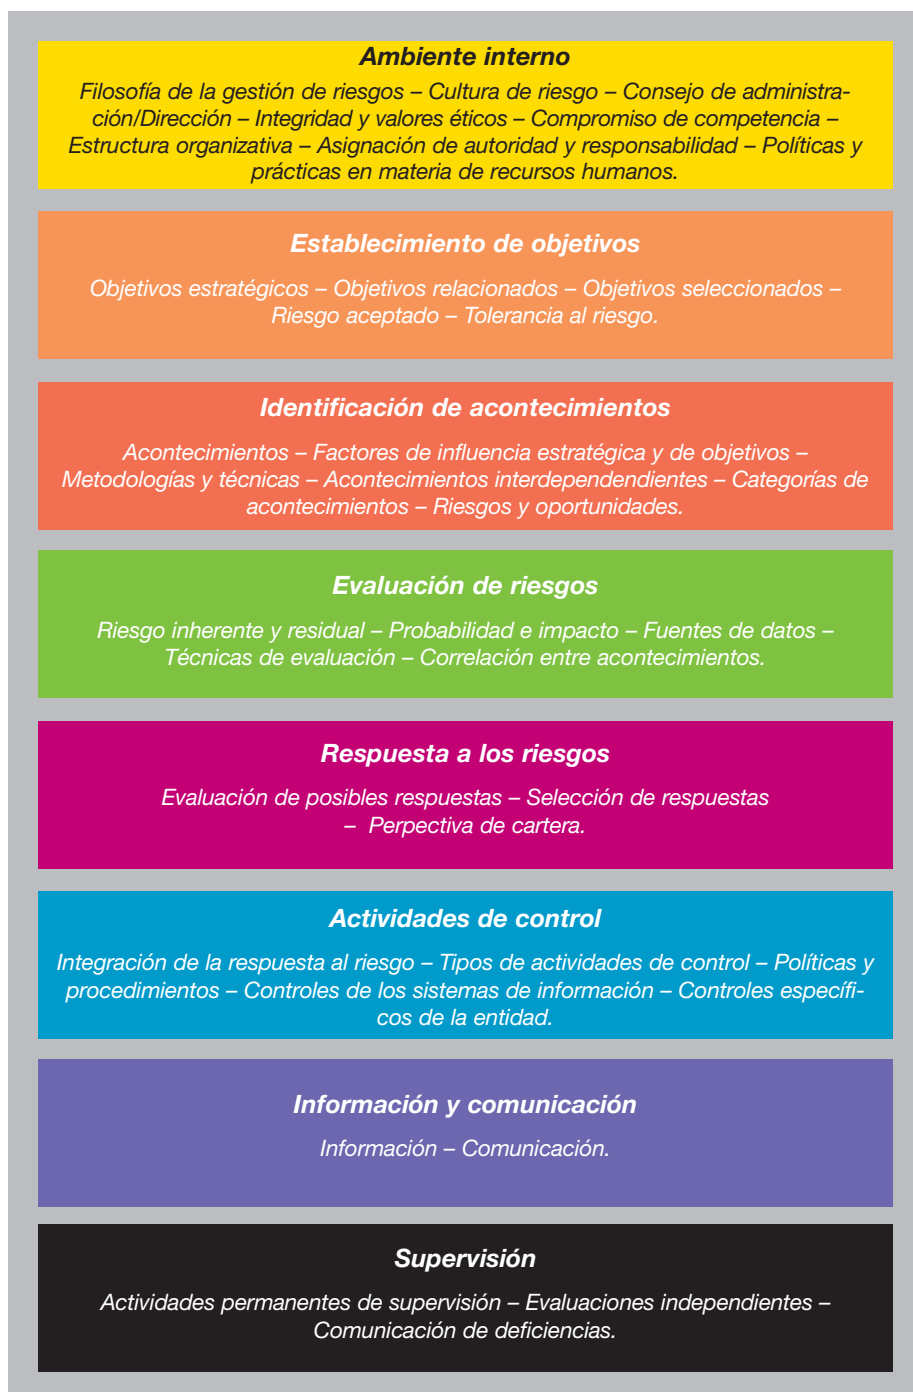 Ambiente interno
Filosofía de la gestión de riesgos – Cultura de riesgo – Consejo de administra-
ción/Dirección – Integridad y valores éticos – Compromiso de competencia –
Estructura organizativa – Asignación de autoridad y responsabilidad – Políticas y
prácticas en materia de recursos humanos.
Establecimiento de objetivos
Objetivos estratégicos – Objetivos relacionados – Objetivos seleccionados –
Riesgo aceptado – Tolerancia al riesgo.
Identificación de acontecimientos
Acontecimientos – Factores de influencia estratégica y de objetivos –
Metodologías y técnicas – Acontecimientos interdependendientes – Categorías de
acontecimientos – Riesgos y oportunidades.
Evaluación de riesgos
Riesgo inherente y residual – Probabilidad e impacto – Fuentes de datos –
Técnicas de evaluación – Correlación entre acontecimientos.
Respuesta a los riesgos
Evaluación de posibles respuestas – Selección de respuestas
– Perpectiva de cartera.
Actividades de control
Integración de la respuesta al riesgo – Tipos de actividades de control – Políticas y
procedimientos – Controles de los sistemas de información – Controles específi-
cos de la entidad.
Información y comunicación
Información – Comunicación.
Supervisión
Actividades permanentes de supervisión – Evaluaciones independientes –
Comunicación de deficiencias.